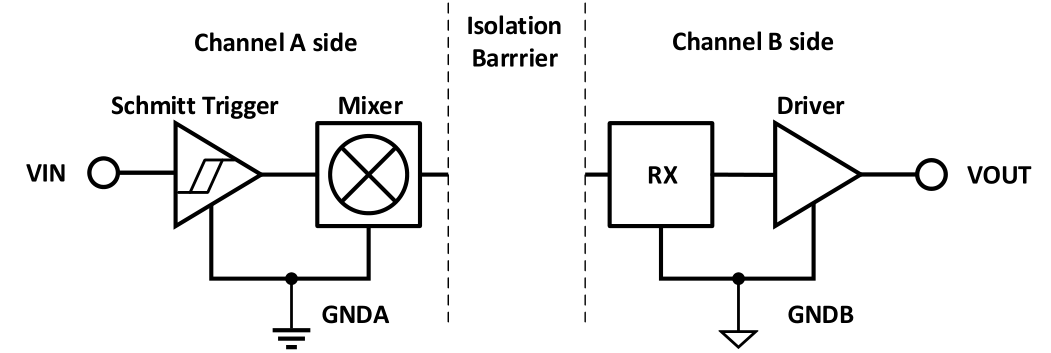 Isolation
Barrrier
Channel A side
Channel B side
Schmitt Trigger
Mixer
Driver
VIN
RX
VOUT
GNDA
GNDB